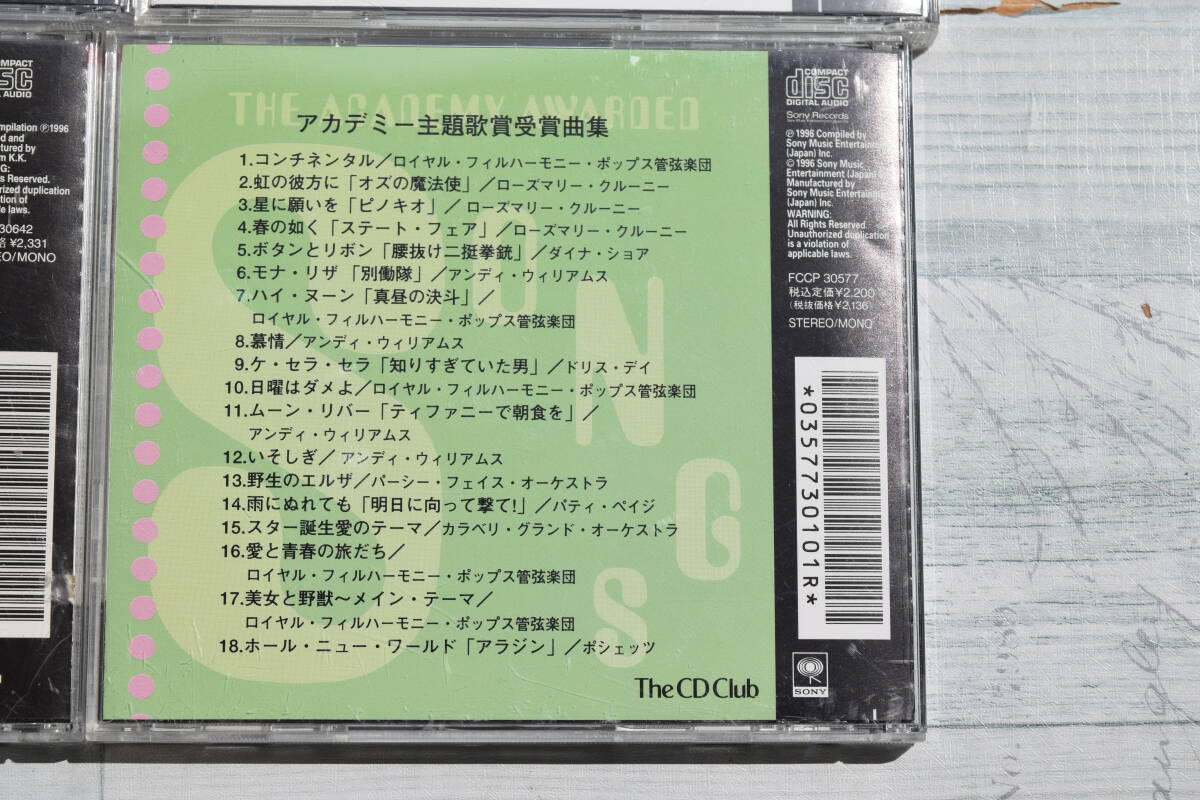 COMPACT
disc
DIGITAL AUDIO
Compilation ℗1996
and
by
K.K.
Rights Reserved.
duplication
of
laws.
30642
¥2,331
/MONO
THE ACADEMY AWARDED
SONGS
アカデミー主題歌賞受賞曲集
1.コンチネンタル／ロイヤル・フィルハーモニー・ポップス管弦楽団
2.虹の彼方に「オズの魔法使」／ローズマリー・クルーニー
3.星に願いを「ピノキオ」／ローズマリー・クルーニー
4.春の如く「ステート・フェア」／ローズマリー・クルーニー
5.ボタンとリボン「腰抜け二挺拳銃」／ダイナ・ショア
6.モナ・リザ「別働隊」／アンディ・ウィリアムス
7.ハイ・ヌーン「真昼の決斗」／
ロイヤル・フィルハーモニー・ポップス管弦楽団
8.慕情／アンディ・ウィリアムス
9.ケ・セラ・セラ「知りすぎていた男」／ドリス・デイ
10.日曜はダメよ／ロイヤル・フィルハーモニー・ポップス管弦楽団
11.ムーン・リバー「ティファニーで朝食を」／
アンディ・ウィリアムス
12.いそしぎ／アンディ・ウィリアムス
13.野生のエルザ／パーシー・フェイス・オーケストラ
14.雨にぬれても「明日に向って撃て!」／パティ・ペイジ
15.スター誕生愛のテーマ／カラベリ・グランド・オーケストラ
16.愛と青春の旅だち／
ロイヤル・フィルハーモニー・ポップス管弦楽団
17.美女と野獣〜メイン・テーマ／
ロイヤル・フィルハーモニー・ポップス管弦楽団
18.ホール・ニュー・ワールド「アラジン」／ポシェッツ
The CD Club
COMPACT
disc
DIGITAL AUDIO
Sony Records
℗ 1996 Compiled by
Sony Music Entertainment
(Japan) Inc.
© 1996 Sony Music
Entertainment (Japan)
Manufactured by
Sony Music Entertainment
(Japan) Inc.
WARNING:
All Rights Reserved.
Unauthorized duplication
is a violation of
applicable laws.
FCCP 30577
税込定価¥2,200
(税抜価格¥2,136)
STEREO/MONO
*0357730101R*
SONY